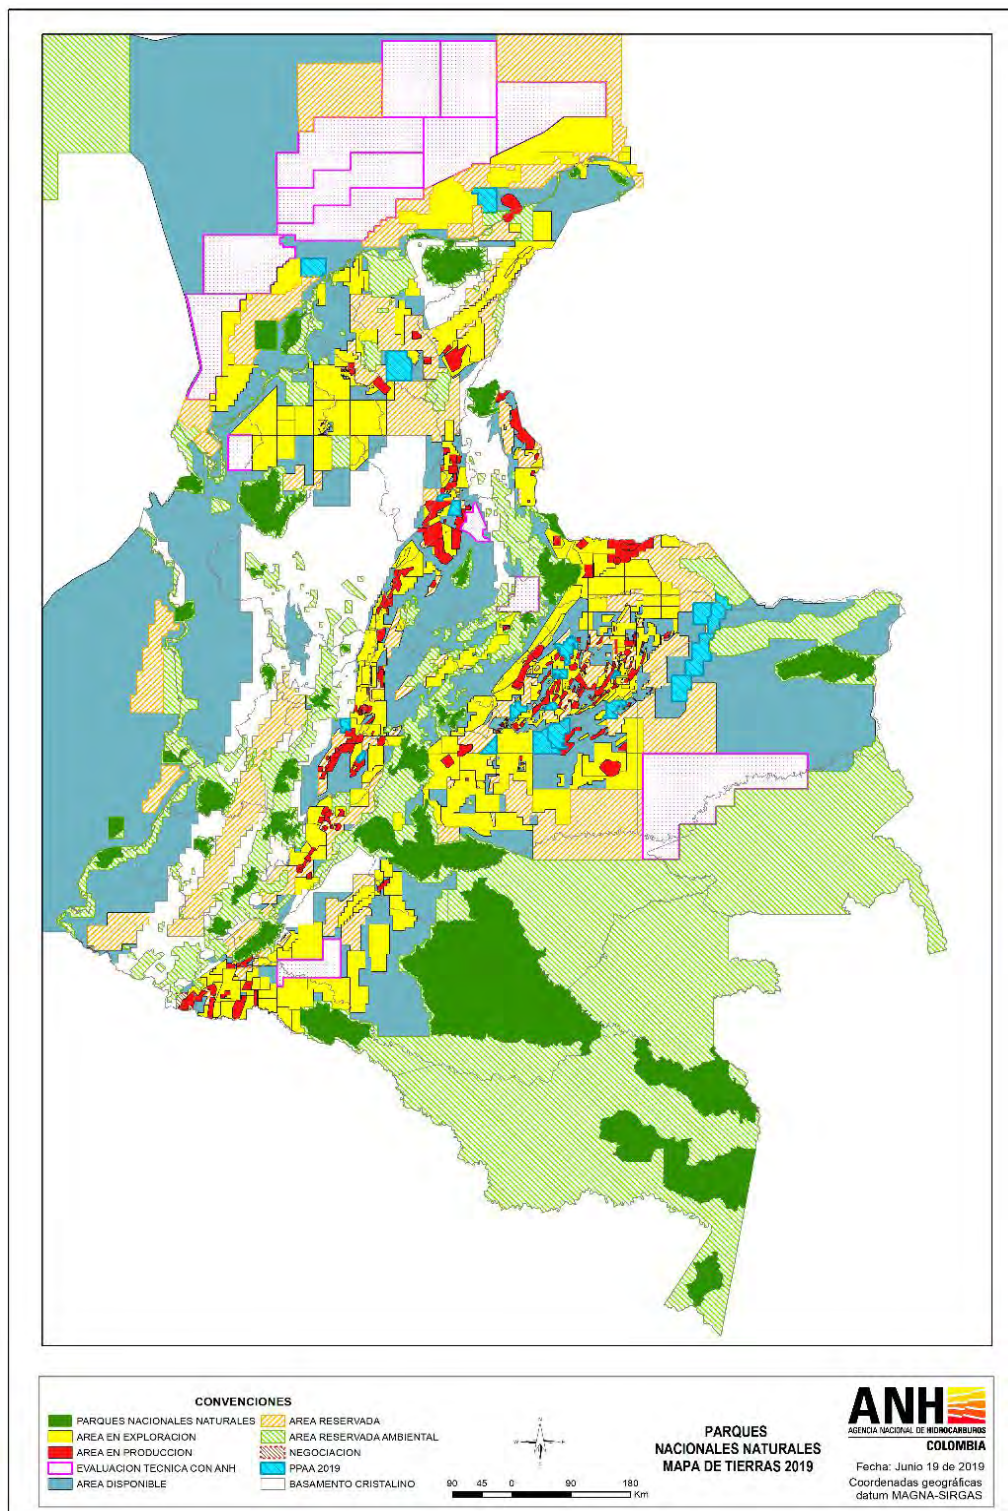 CONVENCIONES
PARQUES NACIONALES NATURALES
AREA EN EXPLORACION
AREA EN PRODUCCION
EVALUACION TECNICA CON ANH
AREA DISPONIBLE
AREA RESERVADA
AREA RESERVADA AMBIENTAL
NEGOCIACION
PPAA 2019
BASAMENTO CRISTALINO
90 45 0 90 180
Km
PARQUES
NACIONALES NATURALES
MAPA DE TIERRAS 2019
ANH
AGENCIA NACIONAL DE HIDROCARBUROS
COLOMBIA
Fecha: Junio 19 de 2019
Coordenadas geográficas
datum MAGNA-SIRGAS